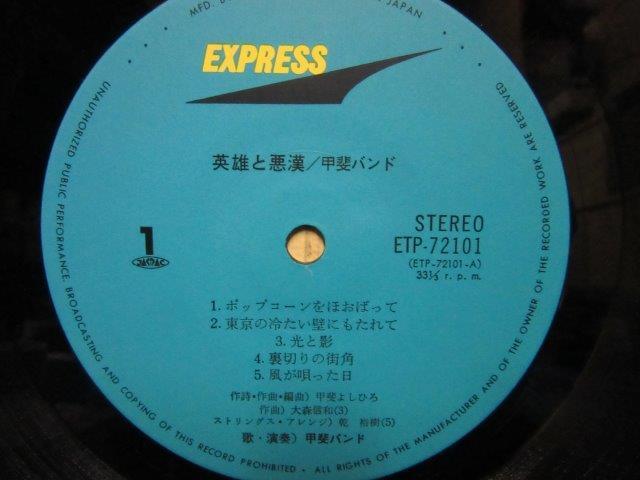 MFD. B
JAPAN
EXPRESS
英雄と悪漢/甲斐バンド
1
JASRAC
STEREO
ETP-72101
(ETP-72101-A)
33⅓ r. p. m.
1. ポップコーンをほおばって
2. 東京の冷たい壁にもたれて
3. 光と影
4. 裏切りの街角
5. 風が唄った日
作詩・作曲・編曲) 甲斐よしひろ
作曲) 大森信和(3)
ストリングス・アレンジ) 乾 裕樹(5)
歌・演奏) 甲斐バンド
UNAUTHORIZED PUBLIC PERFORMANCE, BROADCASTING AND COPYING OF THIS RECORD PROHIBITED • ALL RIGHTS OF THE MANUFACTURER AND OF THE OWNER OF THE RECORDED WORK ARE RESERVED